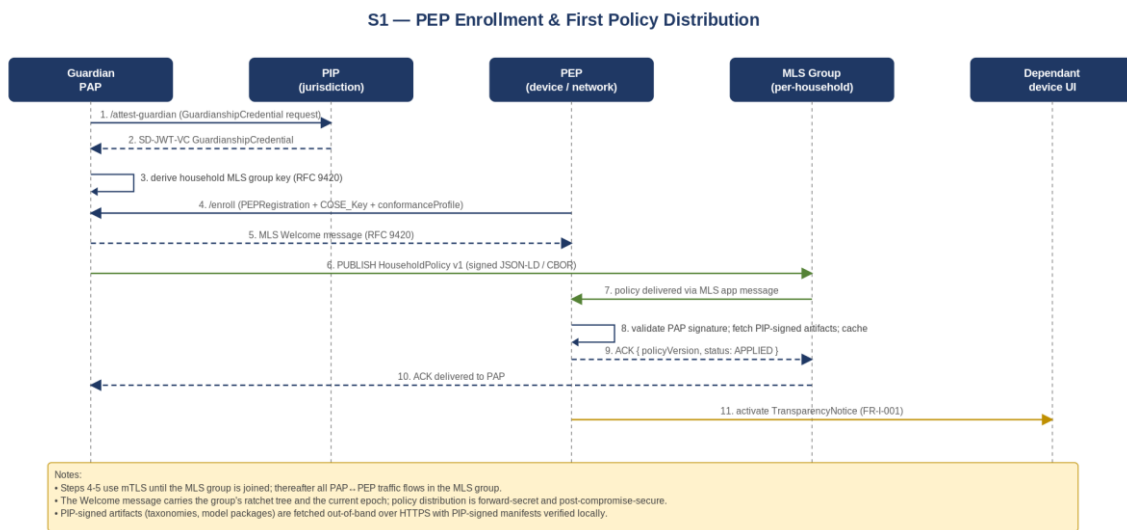 S1 — PEP Enrollment & First Policy Distribution
Guardian
PAP
PIP
(jurisdiction)
PEP
(device / network)
MLS Group
(per-household)
Dependant
device UI
1. /attest-guardian (GuardianshipCredential request)
2. SD-JWT-VC GuardianshipCredential
3. derive household MLS group key (RFC 9420)
4. /enroll (PEPRegistration + COSE_Key + conformanceProfile)
5. MLS Welcome message (RFC 9420)
6. PUBLISH HouseholdPolicy v1 (signed JSON-LD / CBOR)
7. policy delivered via MLS app message
8. validate PAP signature; fetch PIP-signed artifacts; cache
9. ACK { policyVersion, status: APPLIED }
10. ACK delivered to PAP
11. activate TransparencyNotice (FR-I-001)
Notes:
• Steps 4-5 use mTLS until the MLS group is joined; thereafter all PAP↔PEP traffic flows in the MLS group.
• The Welcome message carries the group's ratchet tree and the current epoch; policy distribution is forward-secret and post-compromise-secure.
• PIP-signed artifacts (taxonomies, model packages) are fetched out-of-band over HTTPS with PIP-signed manifests verified locally.